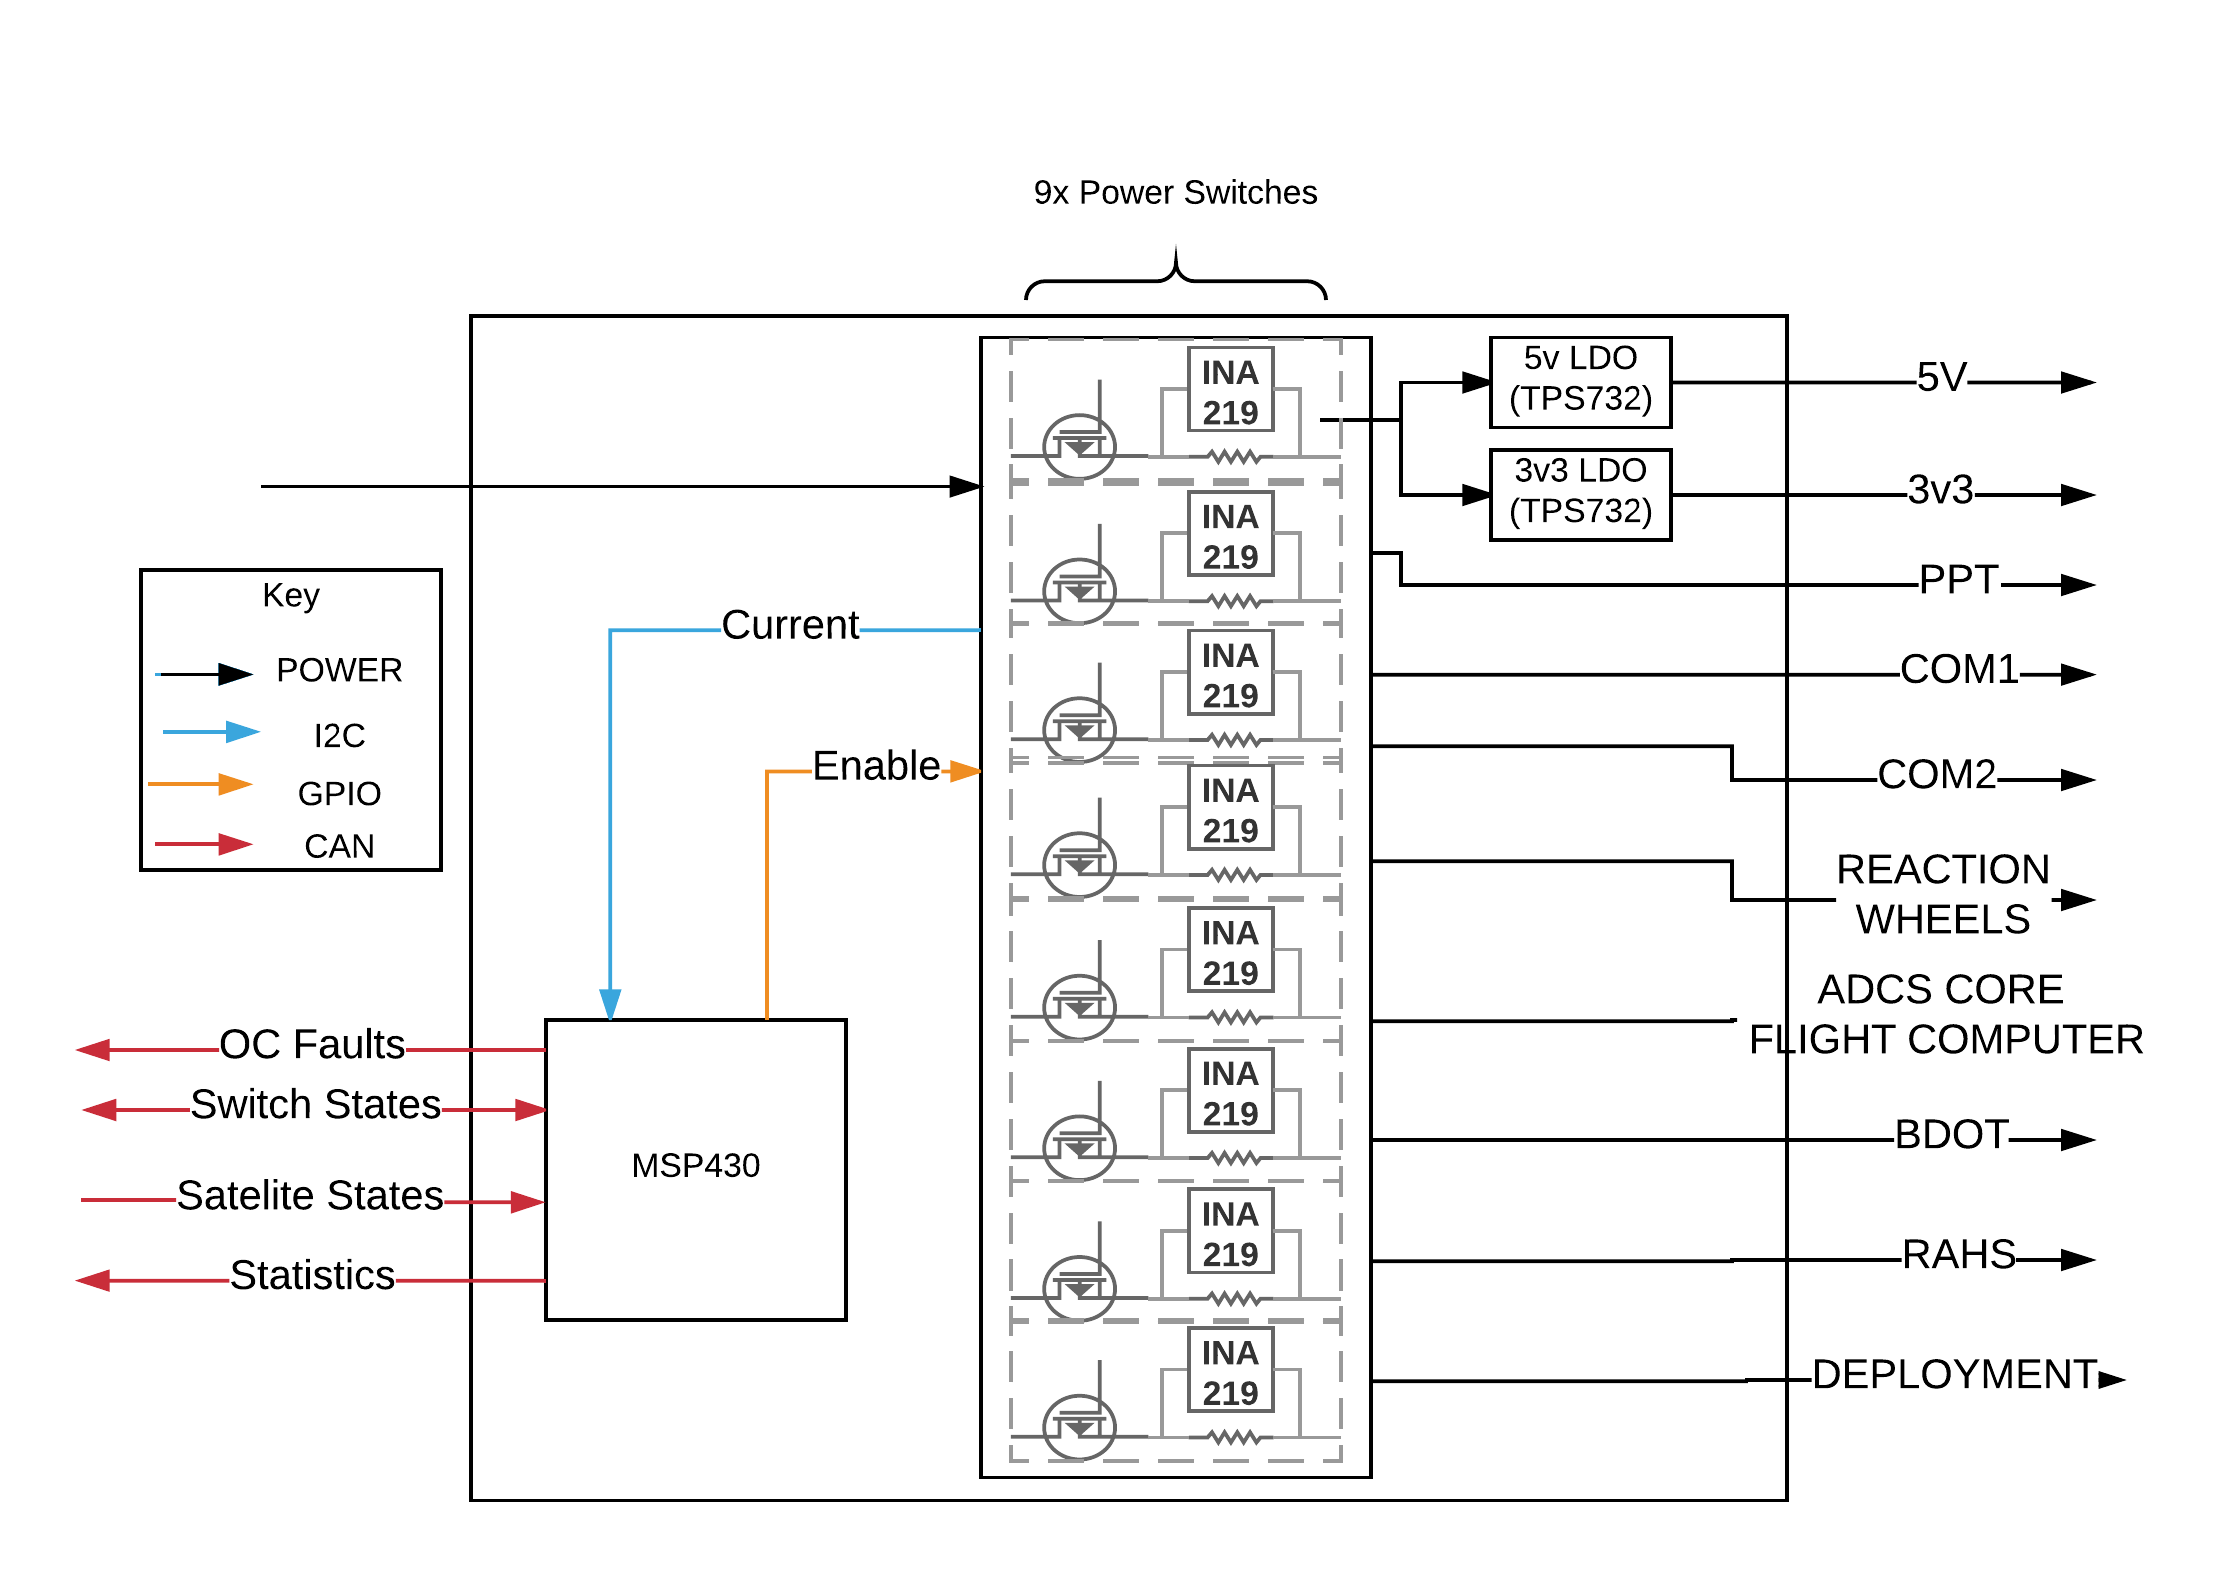 9x Power Switches
INA
219
INA
219
INA
219
INA
219
INA
219
INA
219
INA
219
INA
219
5v LDO
(TPS732)
3v3 LDO
(TPS732)
5V
3v3
PPT
COM1
COM2
REACTION
WHEELS
ADCS CORE
FLIGHT COMPUTER
BDOT
RAHS
DEPLOYMENT
Key
POWER
I2C
GPIO
CAN
Current
Enable
OC Faults
Switch States
Satelite States
Statistics
MSP430